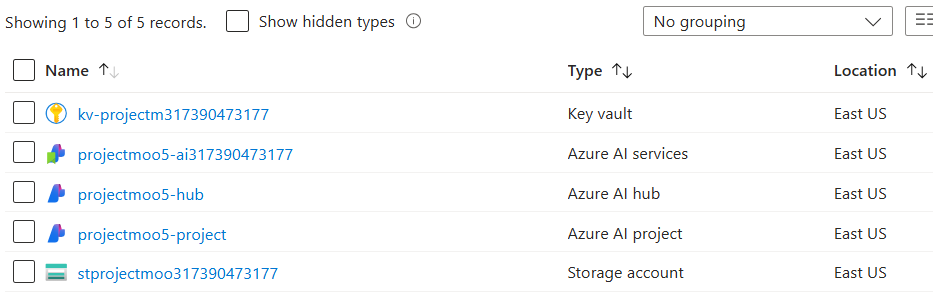 Showing 1 to 5 of 5 records. Show hidden types No grouping
Name Type Location
kv-projectm317390473177 Key vault East US
projectmoo5-ai317390473177 Azure AI services East US
projectmoo5-hub Azure AI hub East US
projectmoo5-project Azure AI project East US
stprojectmoo317390473177 Storage account East US